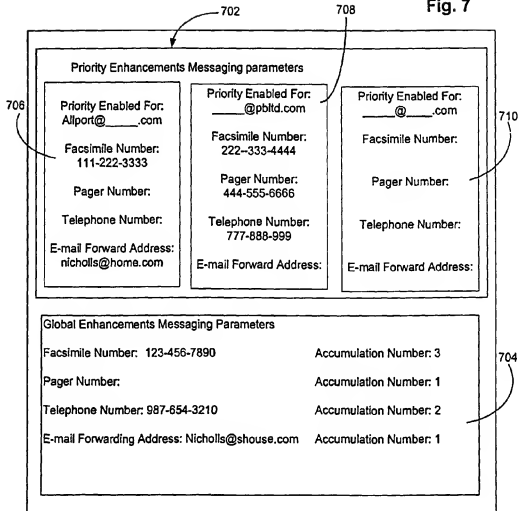 Fig. 7
702
708
Priority Enhancements Messaging parameters
706
Priority Enabled For:
Allport@_____.com
Facsimile Number:
111-222-3333
Pager Number:
Telephone Number:
E-mail Forward Address:
nicholls@home.com
Priority Enabled For:
_____@pbltd.com
Facsimile Number:
222--333-4444
Pager Number:
444-555-6666
Telephone Number:
777-888-999
E-mail Forward Address:
710
Priority Enabled For:
____@____.com
Facsimile Number:
Pager Number:
Telephone Number:
E-mail Forward Address:
Global Enhancements Messaging Parameters
Facsimile Number: 123-456-7890 Accumulation Number: 3
Pager Number: Accumulation Number: 1
Telephone Number: 987-654-3210 Accumulation Number: 2
E-mail Forwarding Address: Nicholls@shouse.com Accumulation Number: 1
704